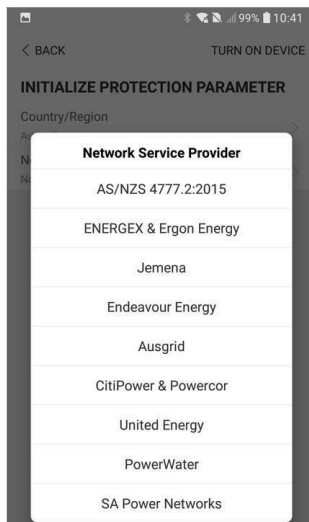 99% 10:41
BACK TURN ON DEVICE
INITIALIZE PROTECTION PARAMETER
Country/Region
Network Service Provider
AS/NZS 4777.2:2015
ENERGEX & Ergon Energy
Jemena
Endeavour Energy
Ausgrid
CitiPower & Powercor
United Energy
PowerWater
SA Power Networks